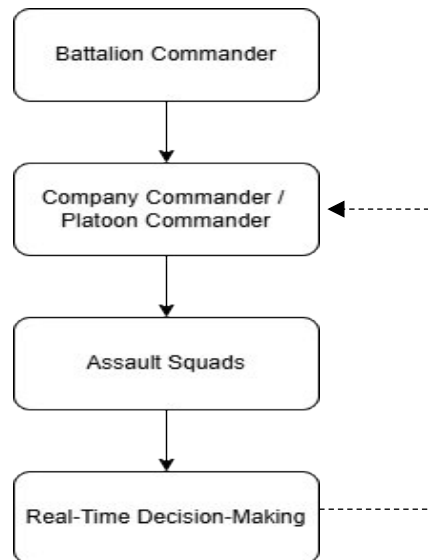 Battalion Commander
Company Commander /
Platoon Commander
Assault Squads
Real-Time Decision-Making